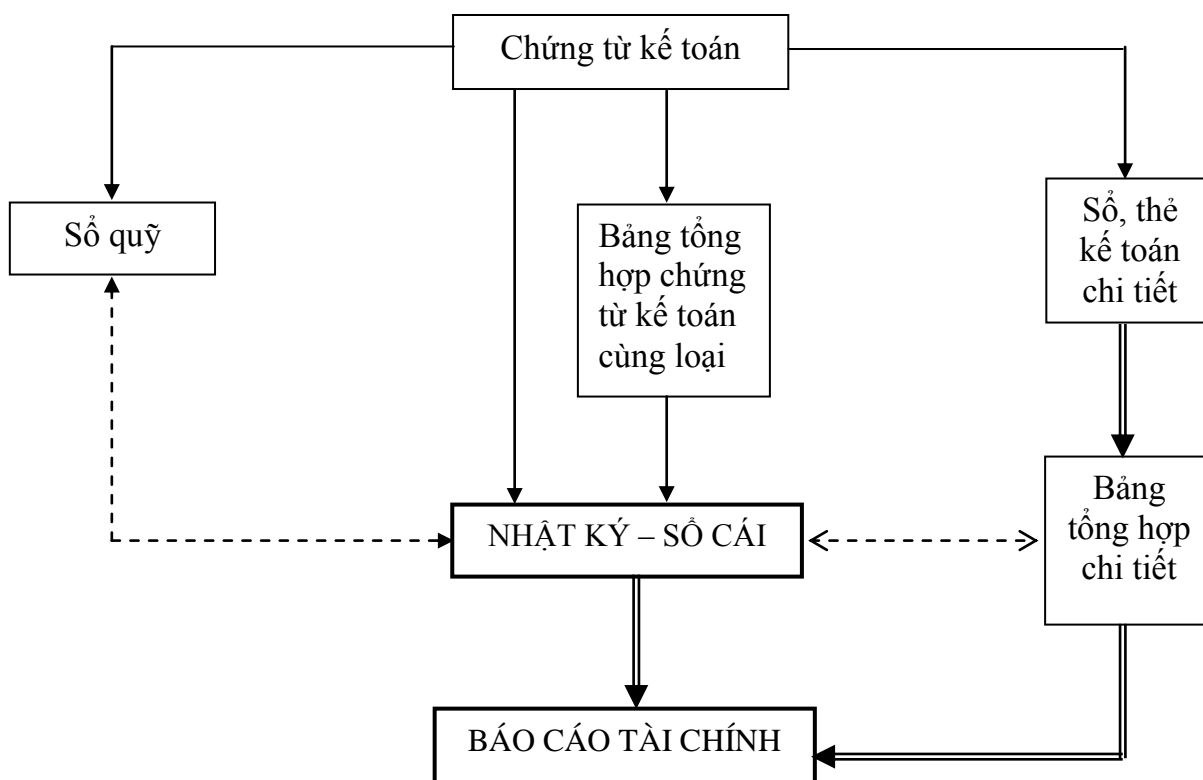 Chứng từ kế toán
Sổ quỹ
Bảng tổng
hợp chứng
từ kế toán
cùng loại
Sổ, thẻ
kế toán
chi tiết
NHẬT KÝ – SỔ CÁI
Bảng
tổng hợp
chi tiết
BÁO CÁO TÀI CHÍNH